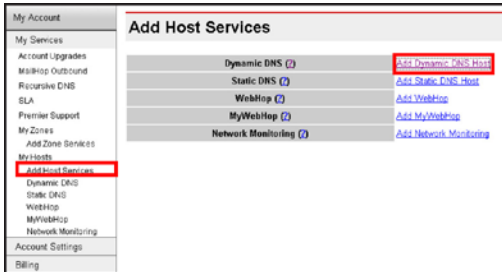 My Account
My Services
Account Upgrades
MailHop Outbound
Recursive DNS
SLA
Premier Support
My Zones
Add Zone Services
My Hosts
Add Host Services
Dynamic DNS
Static DNS
WebHop
MyWebHop
Network Monitoring
Account Settings
Billing
Add Host Services
Dynamic DNS (?) Add Dynamic DNS Host
Static DNS (?) Add Static DNS Host
WebHop (?) Add WebHop
MyWebHop (?) Add MyWebHop
Network Monitoring (?) Add Network Monitoring